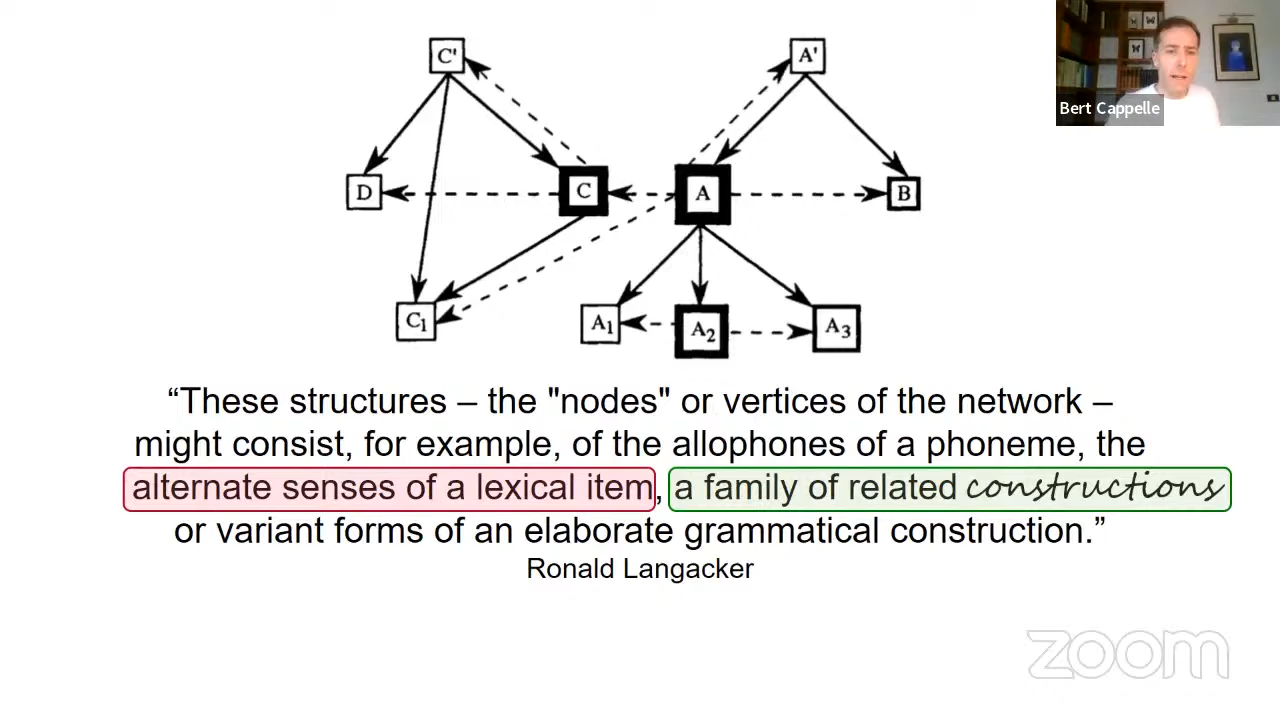 C'
A'
Bert Cappelle
D
C
A
B
C₁
A₁
A₂
A₃
“These structures – the "nodes" or vertices of the network –
might consist, for example, of the allophones of a phoneme, the
alternate senses of a lexical item, a family of related constructions
or variant forms of an elaborate grammatical construction.”
Ronald Langacker
zoom